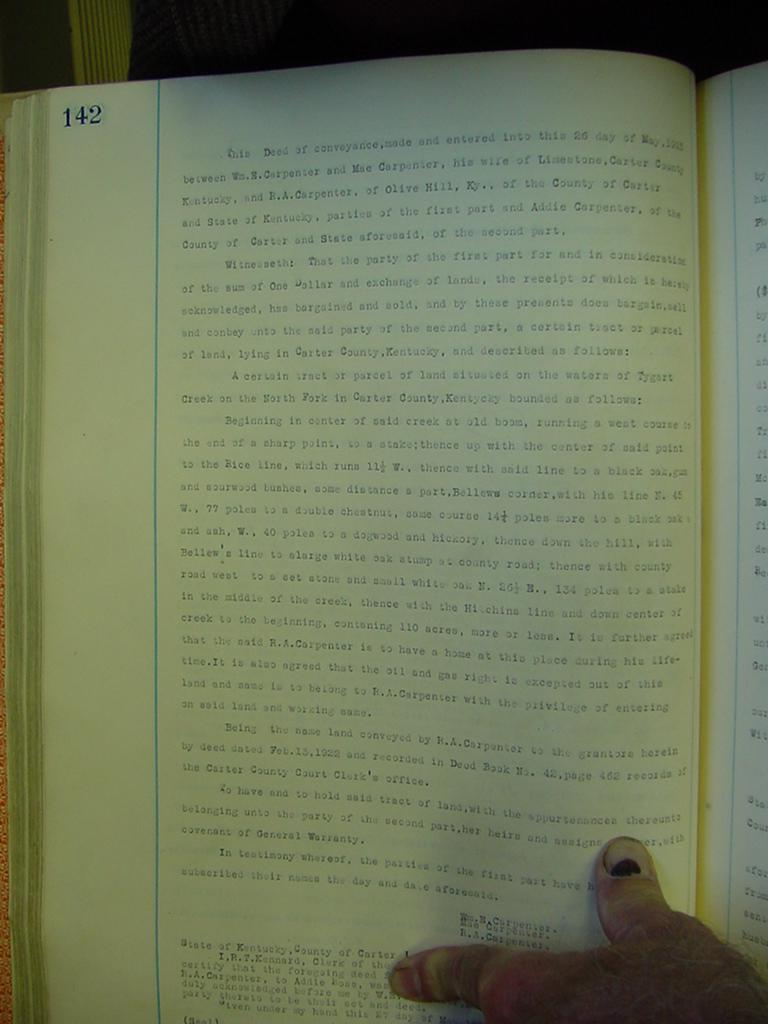 142
This Deed of conveyance,made and entered into this 26 day of May,
between Wm.E.Carpenter and Mae Carpenter, his wife of Limestone,Carter County
Kentucky, and R.A.Carpenter, of Olive Hill, Ky., of the County of Carter
and State of Kentucky, parties of the first part and Addie Carpenter, of the
County of Carter and State aforesaid, of the second part,
Witnesseth: That the party of the first part for and in consideration
of the sum of One Dollar and exchange of lands, the receipt of which is hereby
acknowledged, has bargained and sold, and by these presents does bargain,sell
and conbey unto the said party of the second part, a certain tract or parcel
of land, lying in Carter County,Kentucky, and described as follows:
A certain tract or parcel of land situated on the waters of Tygart
Creek on the North Fork in Carter County,Kentycky bounded as follows:
Beginning in center of said creek at old boom, running a west course to
the end of a sharp point, to a stake;thence up with the center of said point
to the Rice line, which runs 11½ W., thence with said line to a black oak,gum
and sourwood bushes, some distance a part,Bellews corner,with his line N. 45
W., 77 poles to a double chestnut, same course 14½ poles more to a black oak
and ash, W., 40 poles to a dogwood and hickory, thence down the hill, with
Bellew's line to alarge white oak stump at county road; thence with county
road west to a set stone and small white oak N. 26½ E., 134 poles to a stake
in the middle of the creek, thence with the Hitchins line and down center of
creek to the beginning, contaning 110 acres, more or less. It is further agreed
that the said R.A.Carpenter is to have a home at this place during his life-
time.It is also agreed that the oil and gas right is excepted out of this
land and same is to belong to R.A.Carpenter with the privilege of entering
on said land and working same.
Being the same land conveyed by R.A.Carpenter to the grantors herein
by deed dated Feb.13,1922 and recorded in Deed Book No. 42,page 462 records of
the Carter County Court Clerk's office.
To have and to hold said tract of land,with the appurtenances thereunto
belonging unto the party of the second part,her heirs and assigns er,with
covenant of General Warranty.
In testimony whereof, the parties of the first part have h
subscribed their names the day and date aforesaid.
Wm.E.Carpenter.
Mae Carpenter.
R.A.Carpenter.
State of Kentucky,County of Carter
I,R.T.Kennard, Clerk of the
certify that the foregoing deed
R.A.Carpenter, to Addie was
duly acknowledged before me by W.E.
party thereto to be their act and deed.
Given under my hand this 27 day of
(Seal)